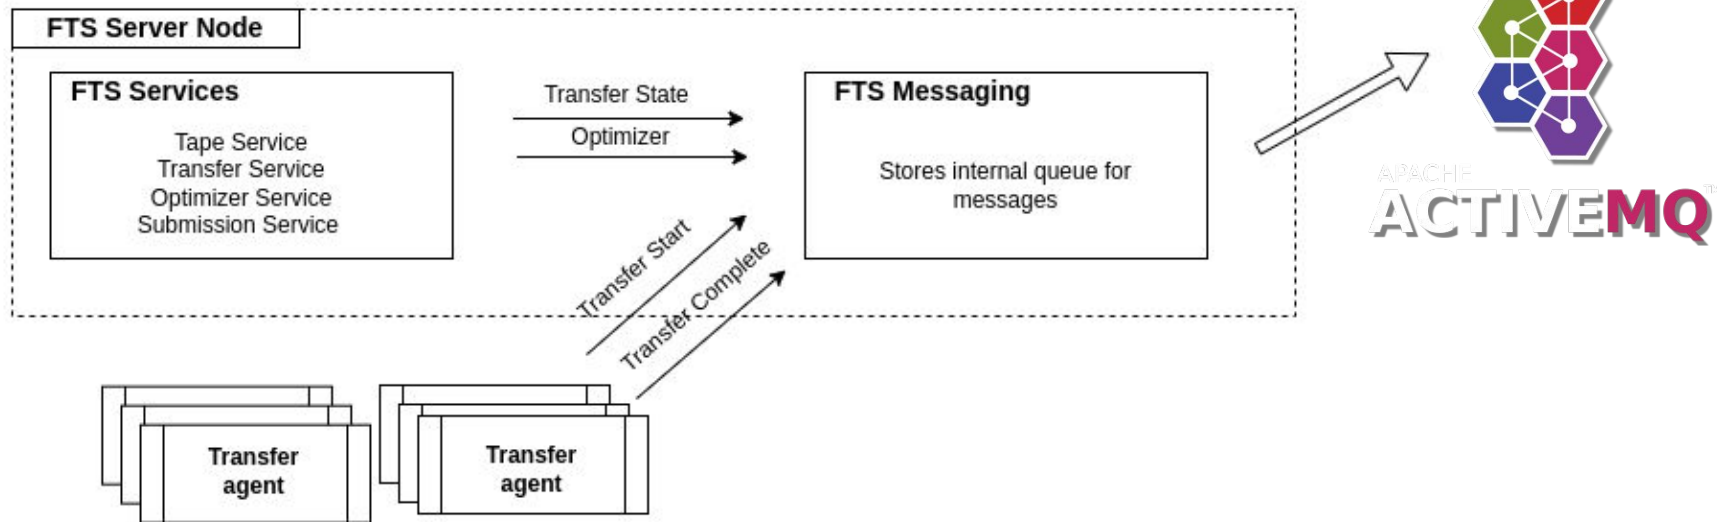 FTS Server Node
FTS Services
Tape Service
Transfer Service
Optimizer Service
Submission Service
Transfer State
Optimizer
Transfer Start
Transfer Complete
FTS Messaging
Stores internal queue for
messages
APACHE
ACTIVEMQ™
Transfer
agent
Transfer
agent